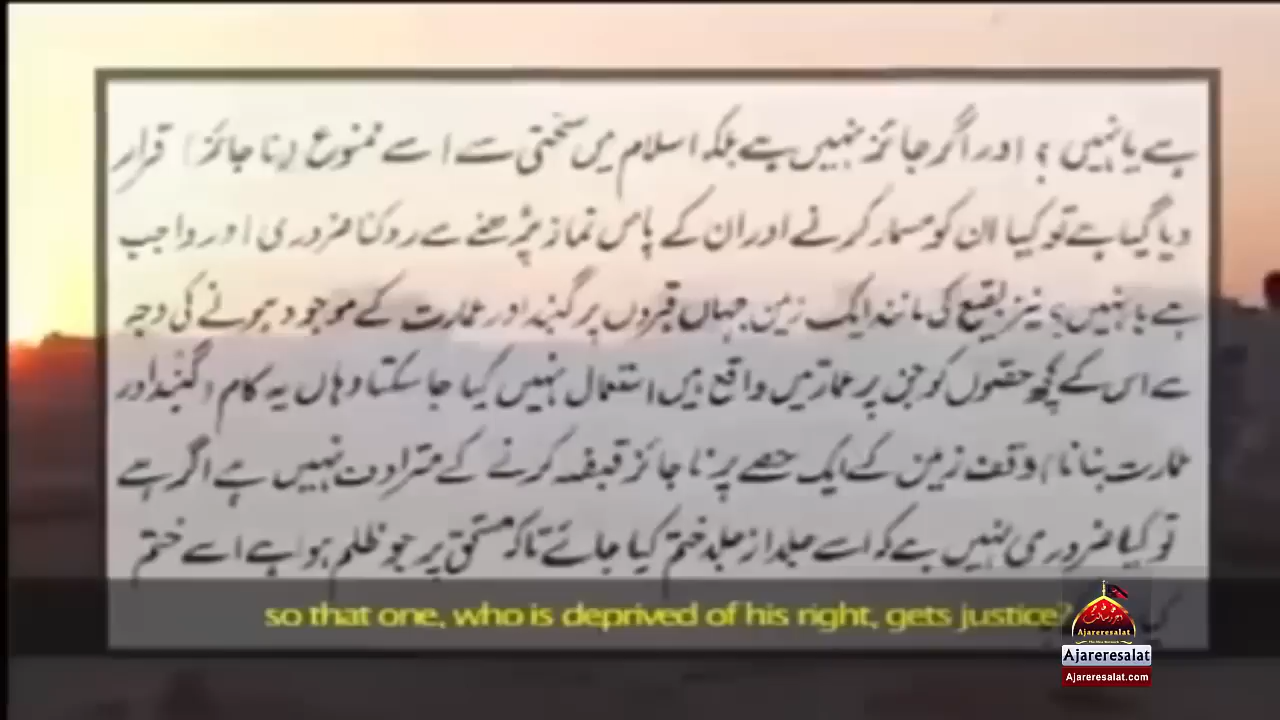 ہے یا نہیں ؟ اور اگر جائز نہیں ہے بلکہ اسلام میں سختی سے اسے ممنوع (نا جائز) قرار
دیا گیا ہے تو کیا ان کو مسمار کرنے اور ان کے پاس نماز پڑھنے سے روکنا ضروری اور واجب
ہے یا نہیں؟ نیز بقیع کی مانند ایک زمین جہاں قبروں پر گنبد اور عمارت کے موجود ہونے کی وجہ
سے اس کے کچھ حصوں کو جن پر عمارتیں واقع ہیں استعمال نہیں کیا جا سکتا وہاں یہ کام (گنبد اور
عمارت بنانا) وقف زمین کے ایک حصے پر نا جائز قبضہ کرنے کے مترادف نہیں ہے اگر ہے
تو کیا ضروری نہیں ہے کہ اسے جلد از جلد ختم کیا جائے تاکہ مستحق پر جو ظلم ہوا ہے اسے ختم
so that one, who is deprived of his right, gets justice?
Ajareresalat
Ajareresalat
Ajareresalat.com